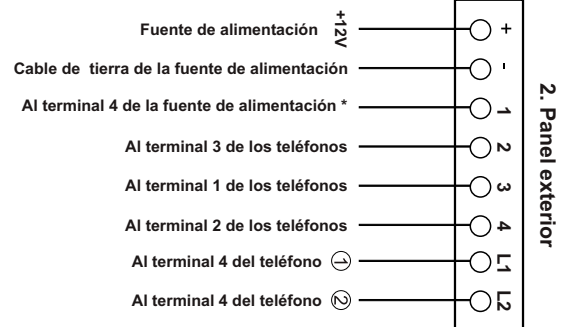 Fuente de alimentación +12V +
Cable de tierra de la fuente de alimentación -
Al terminal 4 de la fuente de alimentación * 1
Al terminal 3 de los teléfonos 2
Al terminal 1 de los teléfonos 3
Al terminal 2 de los teléfonos 4
Al terminal 4 del teléfono ① L1
Al terminal 4 del teléfono ② L2
2. Panel exterior